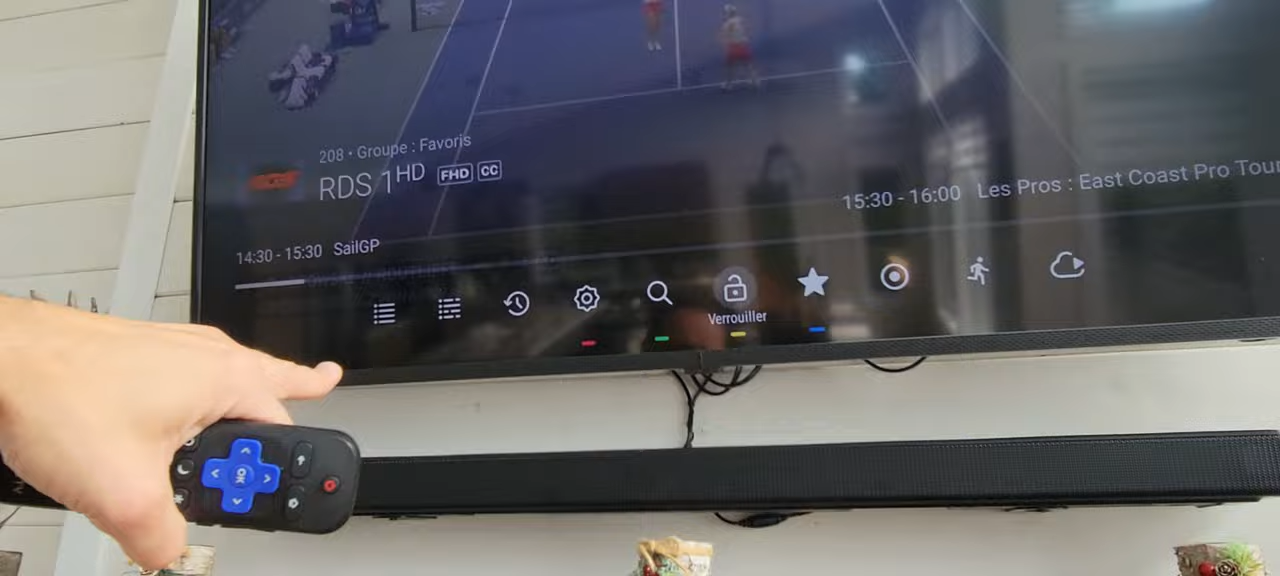 208 • Groupe : Favoris
RDS 1HD FHD CC
15:30 - 16:00 Les Pros : East Coast Pro Tour
14:30 - 15:30 SailGP
Verrouiller
OK